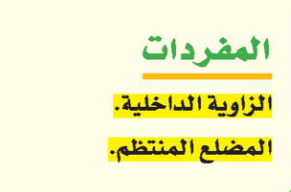 المفردات
الزاوية الداخلية.
المضلع المنتظم.